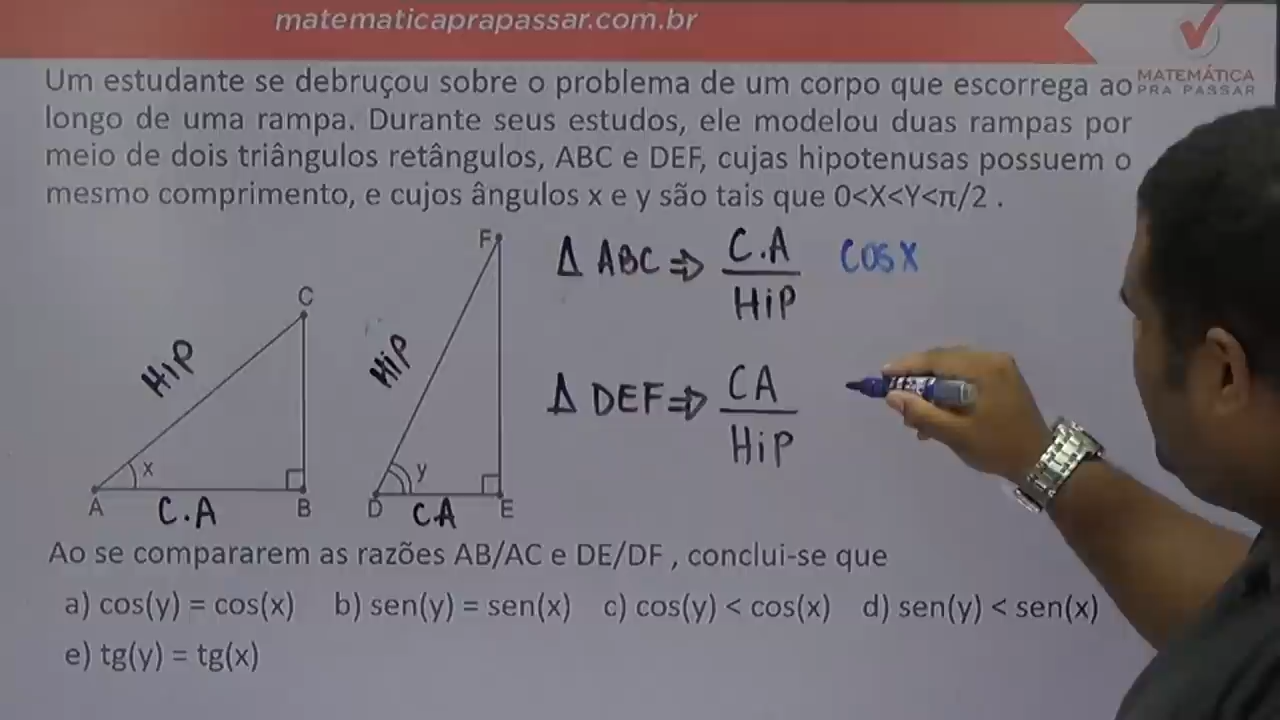 matematicaprapassar.com.br
MATEMÁTICA
PRA PASSAR
Um estudante se debruçou sobre o problema de um corpo que escorrega ao
longo de uma rampa. Durante seus estudos, ele modelou duas rampas por
meio de dois triângulos retângulos, ABC e DEF, cujas hipotenusas possuem o
mesmo comprimento, e cujos ângulos x e y são tais que 0<X<Y<π/2 .
C
HiP
x
A
C.A
B
F
HiP
y
D
C.A
E
Δ ABC ⇒ C.A / HiP COS X
Δ DEF ⇒ CA / HiP
Ao se compararem as razões AB/AC e DE/DF , conclui-se que
a) cos(y) = cos(x) b) sen(y) = sen(x) c) cos(y) < cos(x) d) sen(y) < sen(x)
e) tg(y) = tg(x)